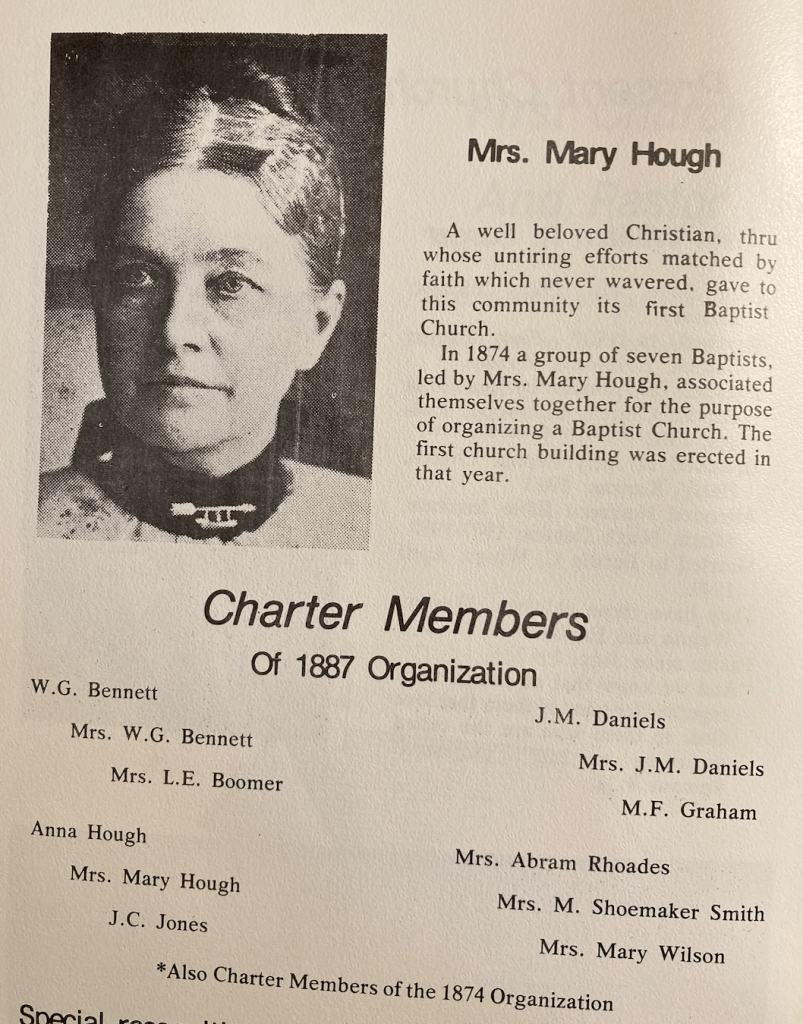 Mrs. Mary Hough
A well beloved Christian, thru
whose untiring efforts matched by
faith which never wavered, gave to
this community its first Baptist
Church.
In 1874 a group of seven Baptists,
led by Mrs. Mary Hough, associated
themselves together for the purpose
of organizing a Baptist Church. The
first church building was erected in
that year.
Charter Members
Of 1887 Organization
W.G. Bennett
Mrs. W.G. Bennett
Mrs. L.E. Boomer
Anna Hough
Mrs. Mary Hough
J.C. Jones
J.M. Daniels
Mrs. J.M. Daniels
M.F. Graham
Mrs. Abram Rhoades
Mrs. M. Shoemaker Smith
Mrs. Mary Wilson
*Also Charter Members of the 1874 Organization
Special